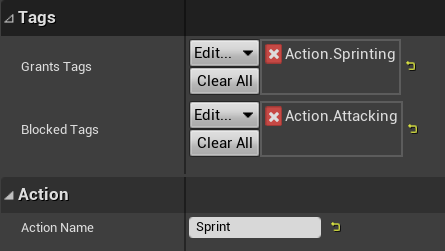 Tags
Grants Tags
Edit...
Clear All
Action.Sprinting
Blocked Tags
Edit...
Clear All
Action.Attacking
Action
Action Name
Sprint